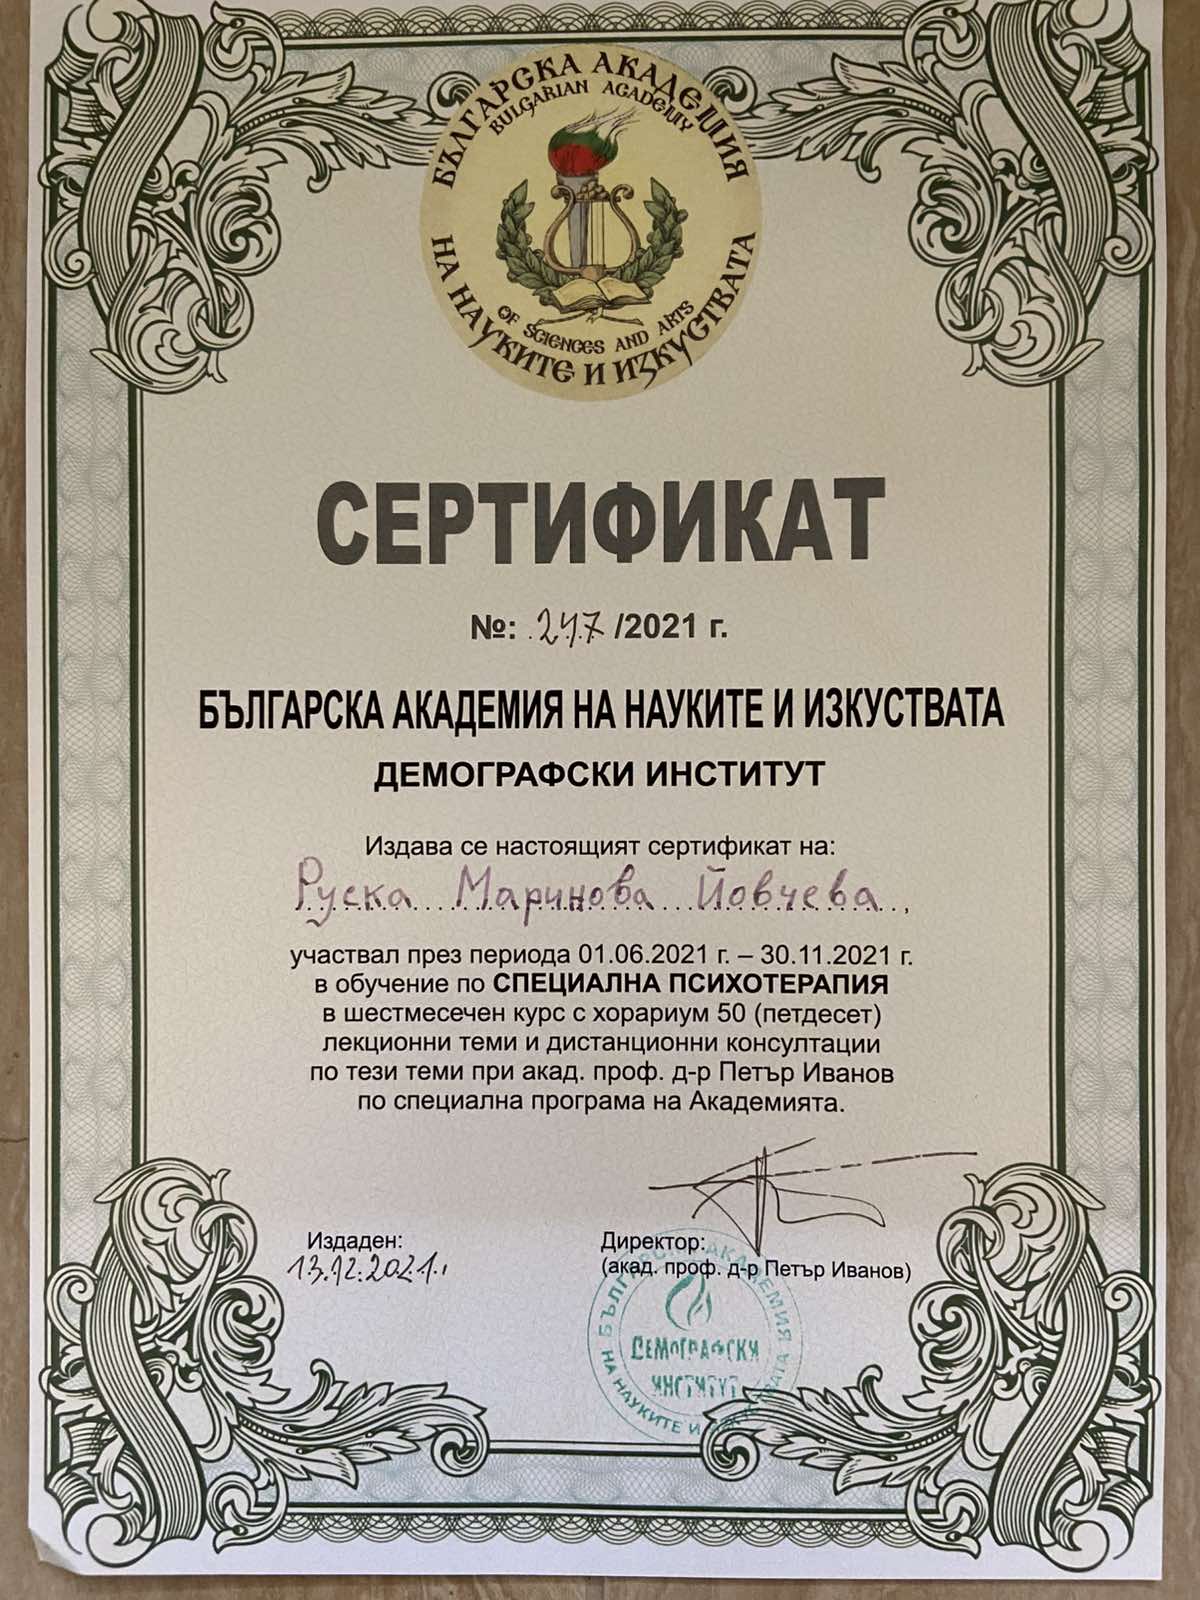 БЪЛГАРСКА АКАДЕМИЯ
BULGARIAN ACADEMY
OF SCIENCES AND ARTS
НА НАУКИТЕ И ИЗКУСТВАТА
СЕРТИФИКАТ
№: 247 /2021 г.
БЪЛГАРСКА АКАДЕМИЯ НА НАУКИТЕ И ИЗКУСТВАТА
ДЕМОГРАФСКИ ИНСТИТУТ
Издава се настоящият сертификат на:
Руска Маринова Йовчева,
участвал през периода 01.06.2021 г. – 30.11.2021 г.
в обучение по СПЕЦИАЛНА ПСИХОТЕРАПИЯ
в шестмесечен курс с хорариум 50 (петдесет)
лекционни теми и дистанционни консултации
по тези теми при акад. проф. д-р Петър Иванов
по специална програма на Академията.
Издаден:
13.12.2021.
Директор:
(акад. проф. д-р Петър Иванов)
БЪЛГАРСКА АКАДЕМИЯ
ДЕМОГРАФСКИ
ИНСТИТУТ
НА НАУКИТЕ И ИЗКУСТВАТА